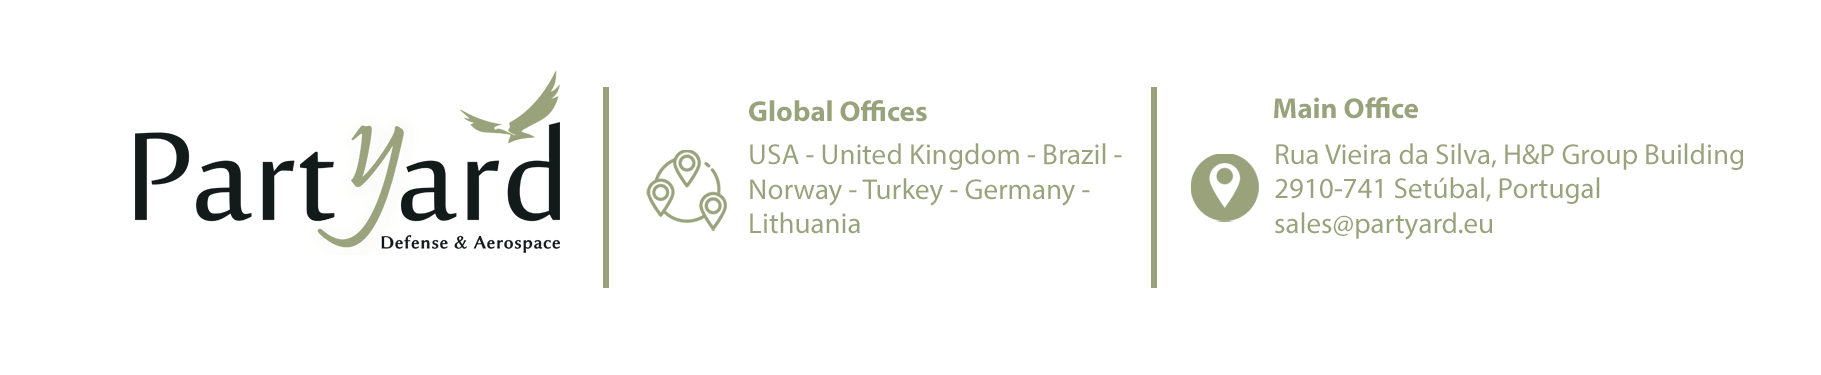 PartYard
Defense & Aerospace
Global Offices
USA - United Kingdom - Brazil -
Norway - Turkey - Germany -
Lithuania
Main Office
Rua Vieira da Silva, H&P Group Building
2910-741 Setúbal, Portugal
sales@partyard.eu